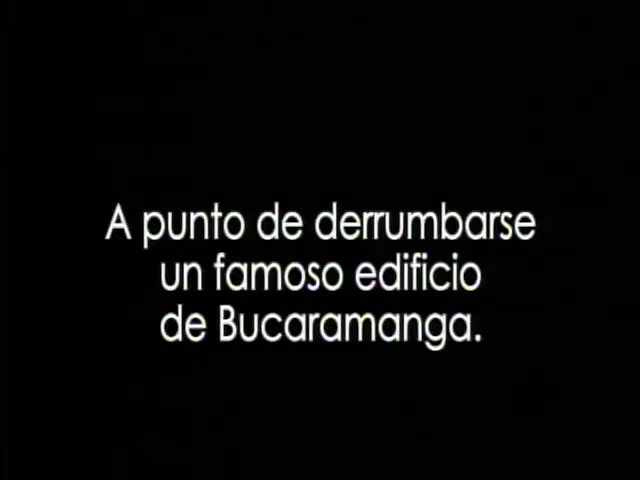 A punto de derrumbarse
un famoso edificio
de Bucaramanga.